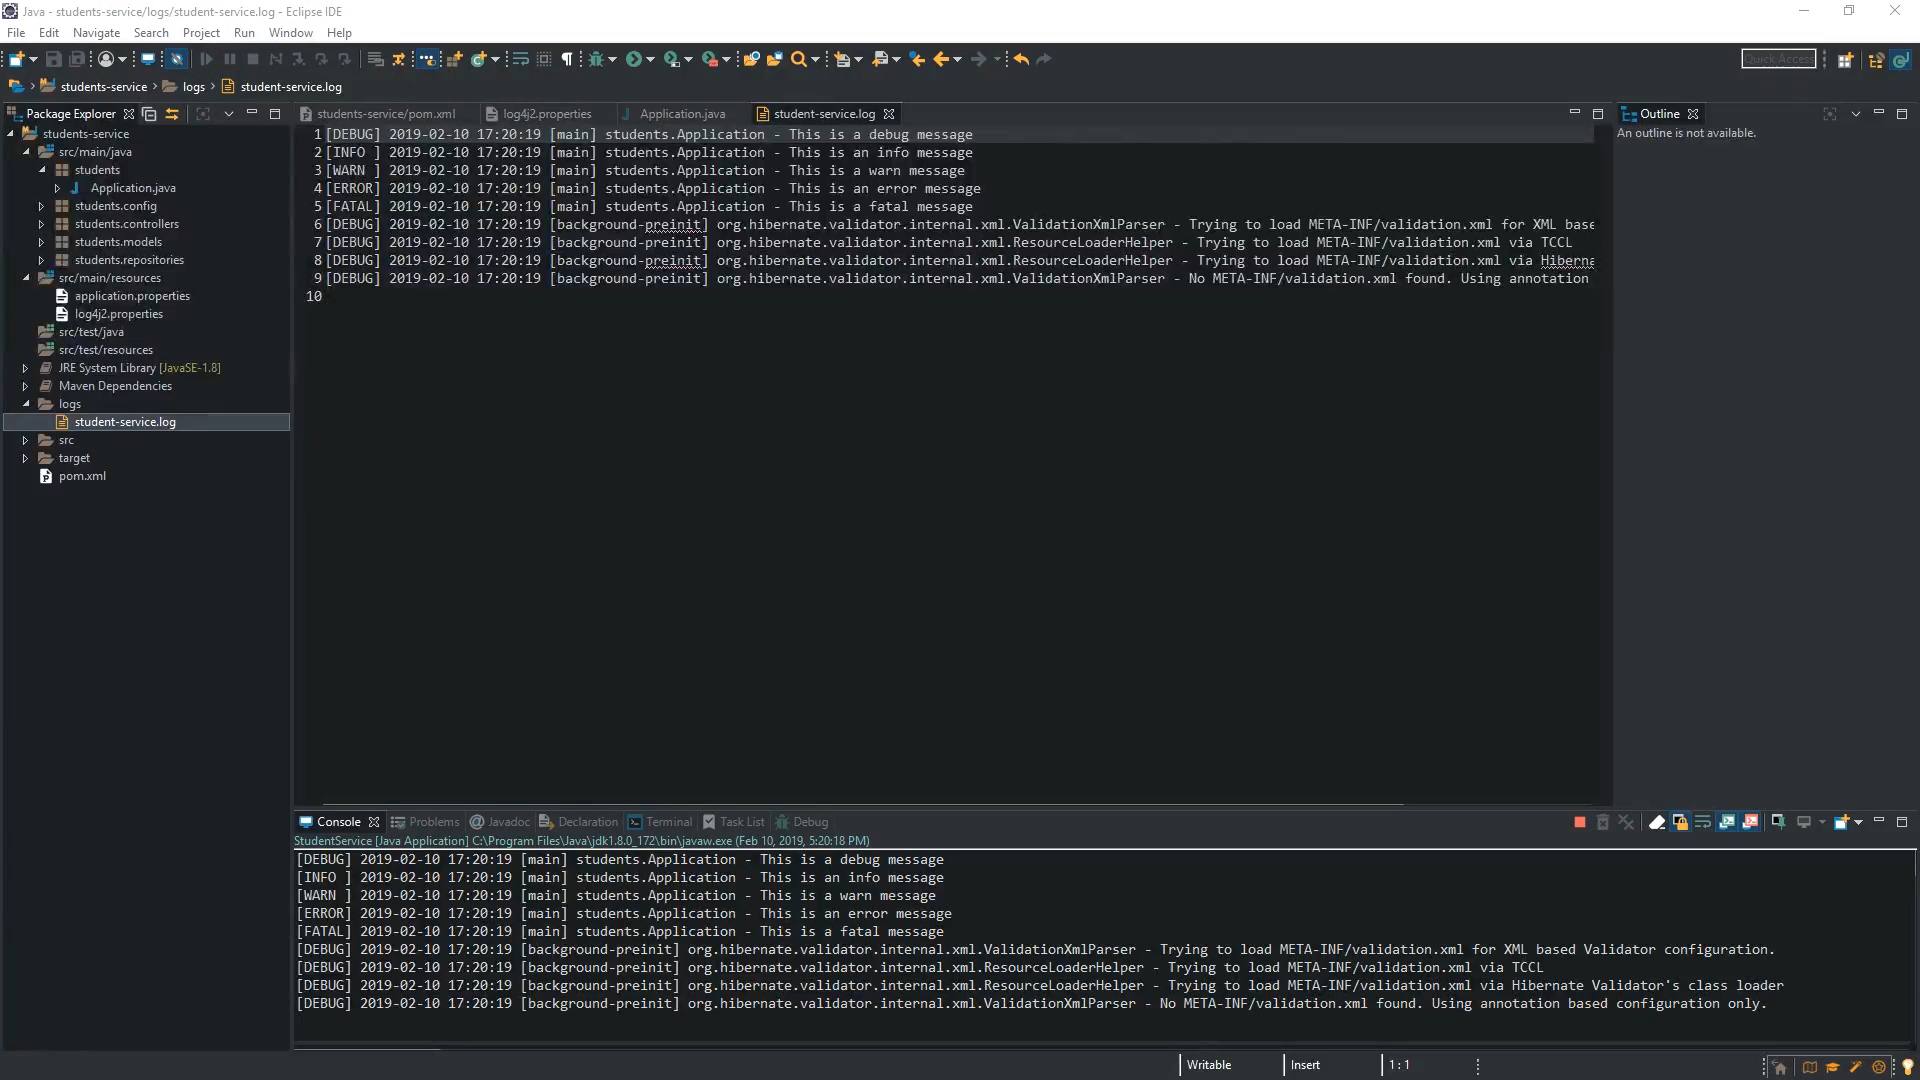 Java - students-service/logs/student-service.log - Eclipse IDE
File Edit Navigate Search Project Run Window Help
Quick Access
students-service logs student-service.log
Package Explorer
students-service
src/main/java
students
Application.java
students.config
students.controllers
students.models
students.repositories
src/main/resources
application.properties
log4j2.properties
src/test/java
src/test/resources
JRE System Library [JavaSE-1.8]
Maven Dependencies
logs
student-service.log
src
target
pom.xml
students-service/pom.xml log4j2.properties Application.java student-service.log
1 [DEBUG] 2019-02-10 17:20:19 [main] students.Application - This is a debug message
2 [INFO ] 2019-02-10 17:20:19 [main] students.Application - This is an info message
3 [WARN ] 2019-02-10 17:20:19 [main] students.Application - This is a warn message
4 [ERROR] 2019-02-10 17:20:19 [main] students.Application - This is an error message
5 [FATAL] 2019-02-10 17:20:19 [main] students.Application - This is a fatal message
6 [DEBUG] 2019-02-10 17:20:19 [background-preinit] org.hibernate.validator.internal.xml.ValidationXmlParser - Trying to load META-INF/validation.xml for XML base
7 [DEBUG] 2019-02-10 17:20:19 [background-preinit] org.hibernate.validator.internal.xml.ResourceLoaderHelper - Trying to load META-INF/validation.xml via TCCL
8 [DEBUG] 2019-02-10 17:20:19 [background-preinit] org.hibernate.validator.internal.xml.ResourceLoaderHelper - Trying to load META-INF/validation.xml via Hiberna
9 [DEBUG] 2019-02-10 17:20:19 [background-preinit] org.hibernate.validator.internal.xml.ValidationXmlParser - No META-INF/validation.xml found. Using annotation
10
Outline
An outline is not available.
Console Problems @ Javadoc Declaration Terminal Task List Debug
StudentService [Java Application] C:\Program Files\Java\jdk1.8.0_172\bin\javaw.exe (Feb 10, 2019, 5:20:18 PM)
[DEBUG] 2019-02-10 17:20:19 [main] students.Application - This is a debug message
[INFO ] 2019-02-10 17:20:19 [main] students.Application - This is an info message
[WARN ] 2019-02-10 17:20:19 [main] students.Application - This is a warn message
[ERROR] 2019-02-10 17:20:19 [main] students.Application - This is an error message
[FATAL] 2019-02-10 17:20:19 [main] students.Application - This is a fatal message
[DEBUG] 2019-02-10 17:20:19 [background-preinit] org.hibernate.validator.internal.xml.ValidationXmlParser - Trying to load META-INF/validation.xml for XML based Validator configuration.
[DEBUG] 2019-02-10 17:20:19 [background-preinit] org.hibernate.validator.internal.xml.ResourceLoaderHelper - Trying to load META-INF/validation.xml via TCCL
[DEBUG] 2019-02-10 17:20:19 [background-preinit] org.hibernate.validator.internal.xml.ResourceLoaderHelper - Trying to load META-INF/validation.xml via Hibernate Validator's class loader
[DEBUG] 2019-02-10 17:20:19 [background-preinit] org.hibernate.validator.internal.xml.ValidationXmlParser - No META-INF/validation.xml found. Using annotation based configuration only.
Writable Insert 1:1